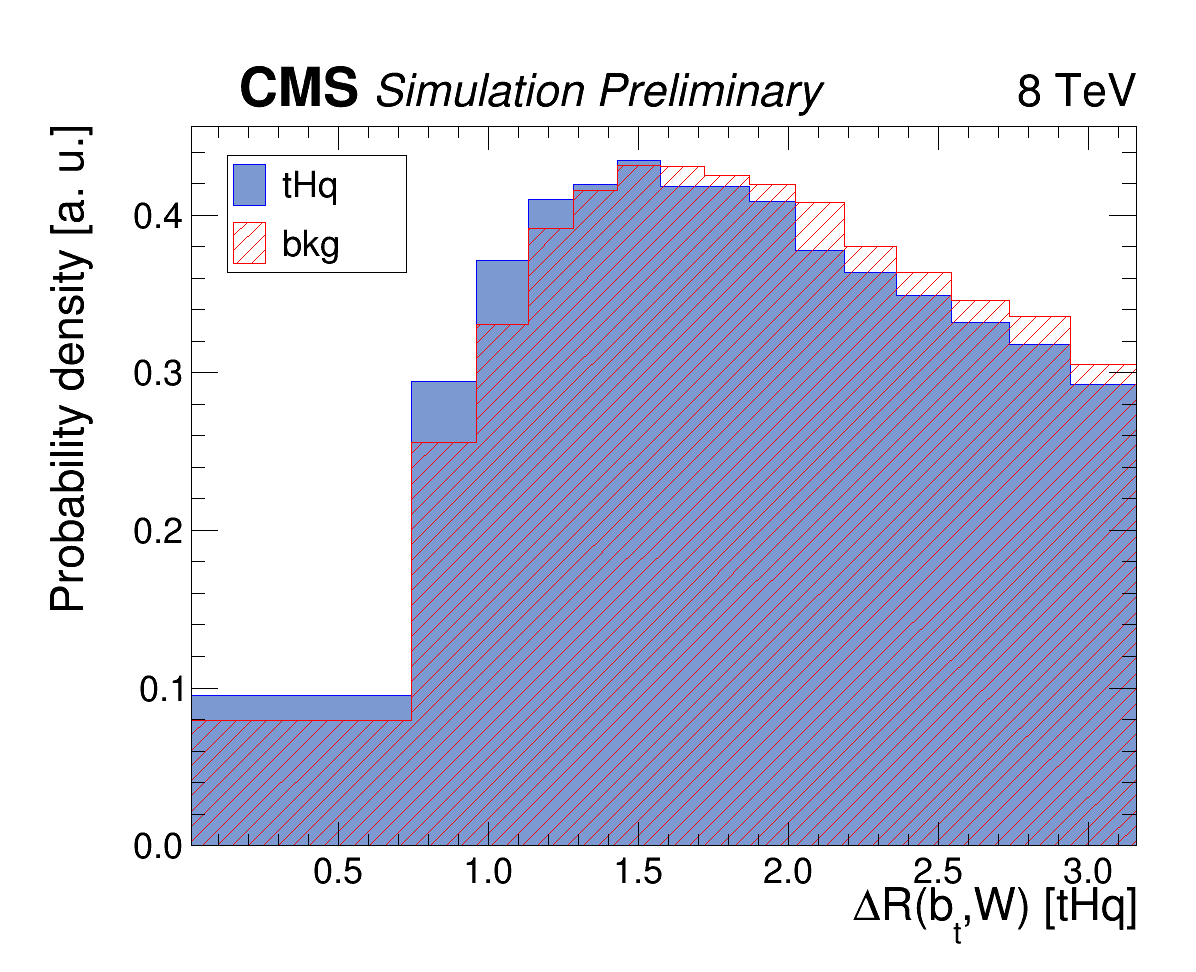 CMS Simulation Preliminary 8 TeV
Probability density [a. u.]
tHq
bkg
0.4
0.3
0.2
0.1
0.0
0.5 1.0 1.5 2.0 2.5 3.0
ΔR(b_t,W) [tHq]